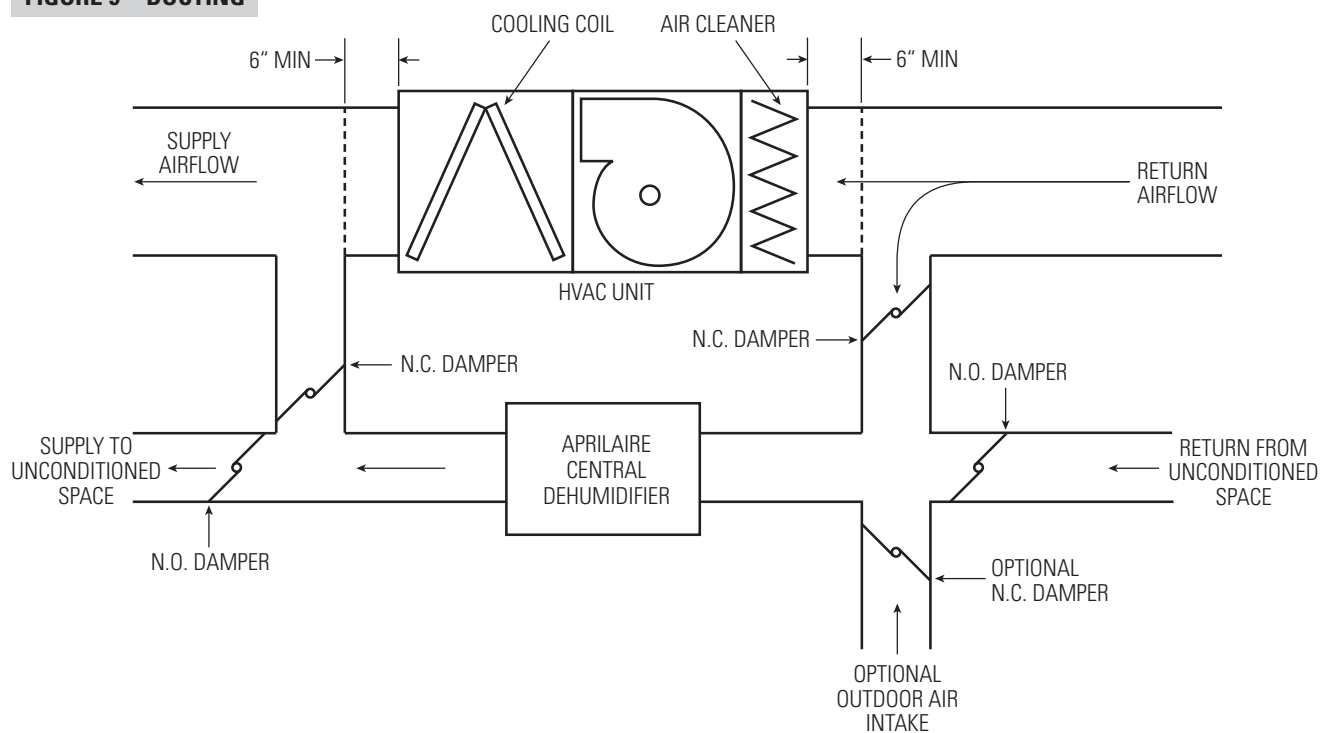 FIGURE 9 – DUCTING
COOLING COIL
AIR CLEANER
6“ MIN
6“ MIN
SUPPLY
AIRFLOW
RETURN
AIRFLOW
HVAC UNIT
N.C. DAMPER
N.C. DAMPER
N.O. DAMPER
SUPPLY TO
UNCONDITIONED
SPACE
APRILAIRE
CENTRAL
DEHUMIDIFIER
RETURN FROM
UNCONDITIONED
SPACE
N.O. DAMPER
OPTIONAL
N.C. DAMPER
OPTIONAL
OUTDOOR AIR
INTAKE